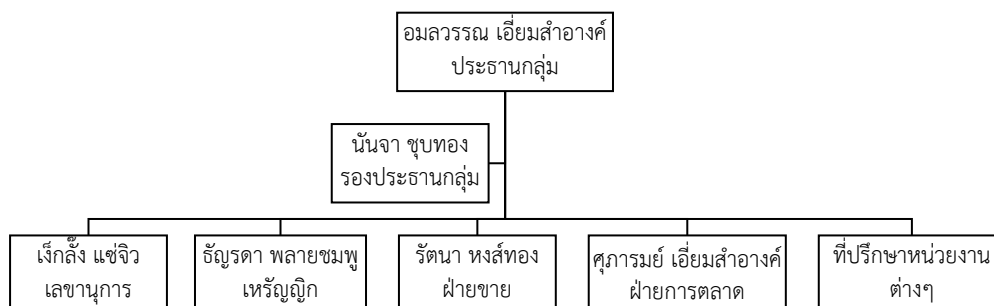 อมลวรรณ เอี่ยมสำอางค์
ประธานกลุ่ม
นันจา ชุบทอง
รองประธานกลุ่ม
เง็กลั๊ง แซ่จิว
เลขานุการ
ธัญรดา พลายชมพู
เหรัญญิก
รัตนา หงส์ทอง
ฝ่ายขาย
ศุภารมย์ เอี่ยมสำอางค์
ฝ่ายการตลาด
ที่ปรึกษาหน่วยงาน
ต่างๆ